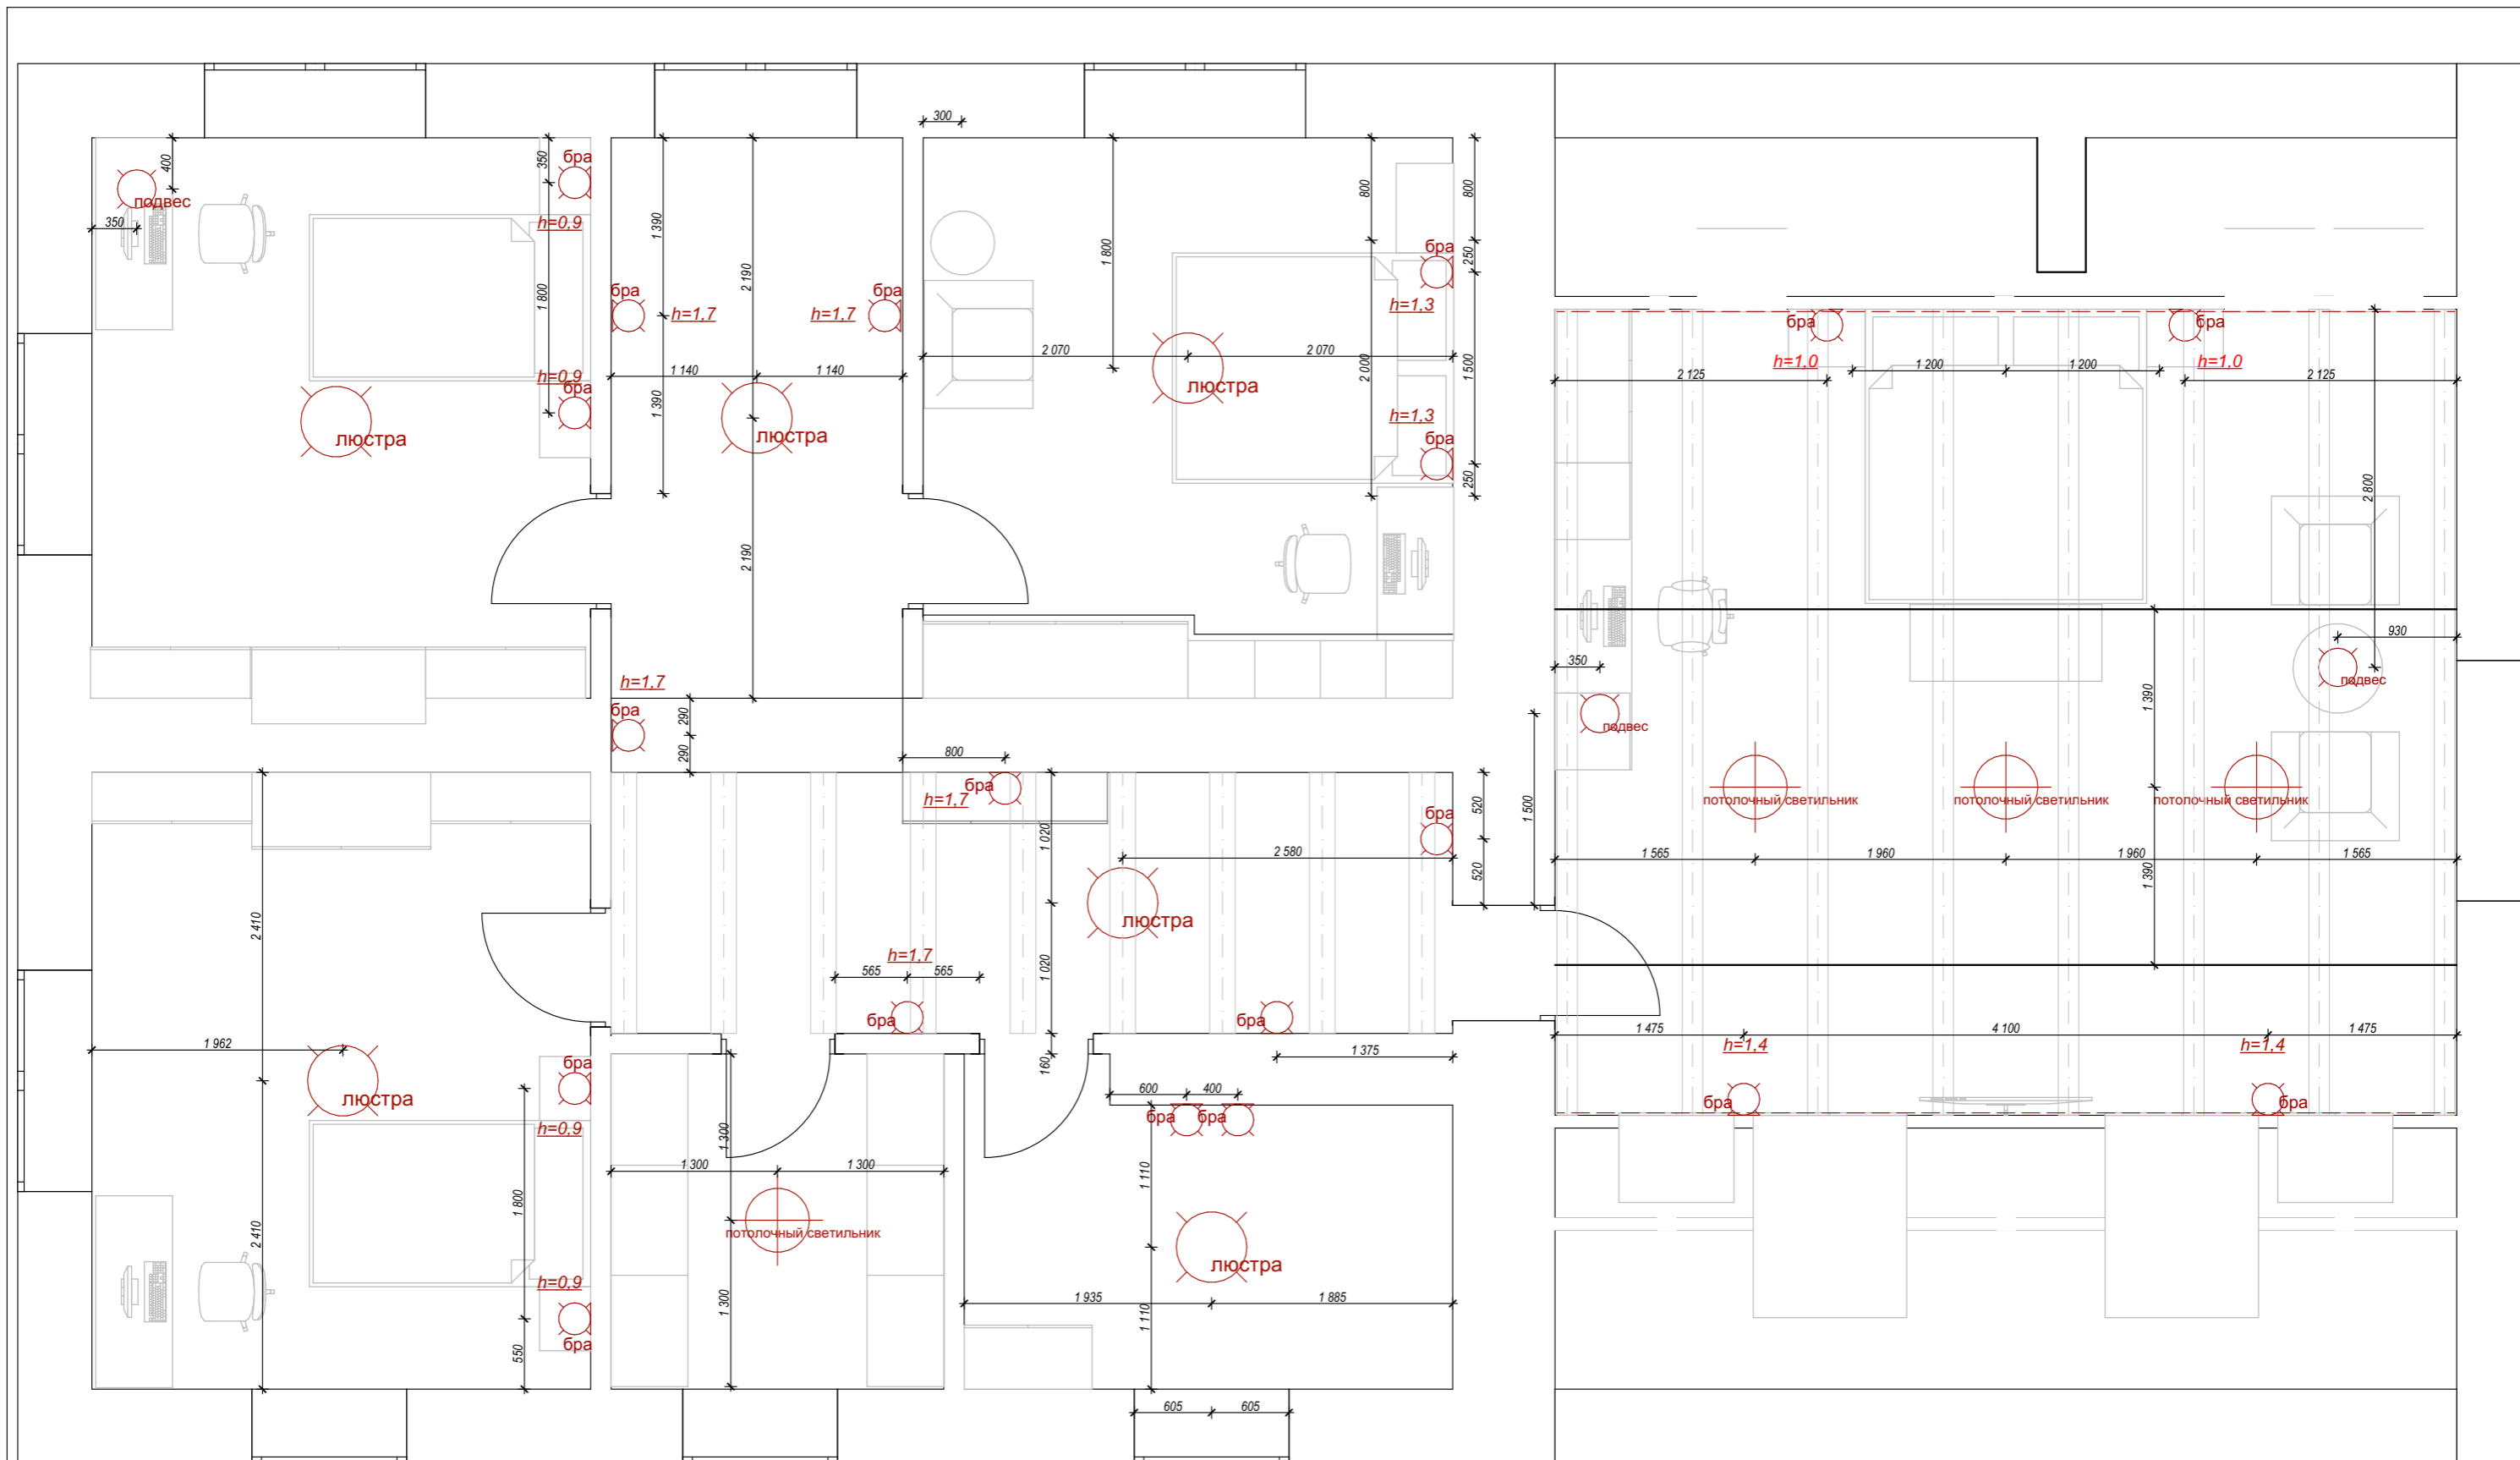 300
400
350
подвес
350
бра
h=0,9
1 800
h=0,9
бра
люстра
1 390
2 190
бра
h=1,7
h=1,7
бра
1 140
1 140
люстра
1 390
2 190
1 800
800
800
бра
250
h=1,3
2 070
2 070
люстра
2 000
1 500
h=1,3
бра
250
бра
h=1,0
бра
h=1,0
2 125
1 200
1 200
2 125
2 800
930
350
подвес
подвес
1 390
h=1,7
бра
290
290
800
бра
h=1,7
1 020
бра
520
520
1 500
потолочный светильник
потолочный светильник
потолочный светильник
2 580
1 565
1 960
1 960
1 565
1 390
люстра
2 410
h=1,7
565
565
1 020
бра
бра
1 962
люстра
160
1 375
1 475
4 100
1 475
h=1,4
h=1,4
бра
бра
бра
h=0,9
600
400
бра
бра
1 300
1 110
1 300
1 300
1 800
2 410
потолочный светильник
люстра
h=0,9
бра
550
1 300
1 935
1 885
1 110
605
605